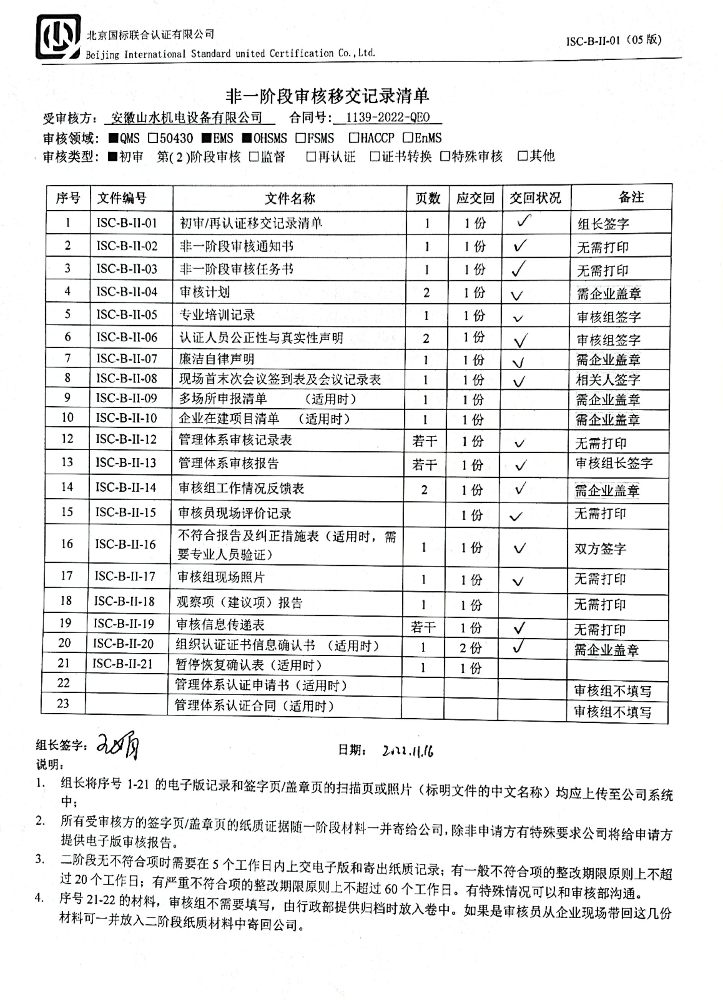 北京国标联合认证有限公司
Beijing International Standard united Certification Co.,Ltd.
ISC-B-II-01（05 版）
非一阶段审核移交记录清单
受审核方： 安徽山水机电设备有限公司 合同号： 1139-2022-QEO
审核领域：■QMS □50430 ■EMS ■OHSMS □FSMS □HACCP □EnMS
审核类型：■初审 第(2)阶段审核 □监督 □再认证 □证书转换 □特殊审核 □其他
序号 文件编号 文件名称 页数 应交回 交回状况 备注
1 ISC-B-II-01 初审/再认证移交记录清单 1 1 份 ✓ 组长签字
2 ISC-B-II-02 非一阶段审核通知书 1 1 份 ✓ 无需打印
3 ISC-B-II-03 非一阶段审核任务书 1 1 份 ✓ 无需打印
4 ISC-B-II-04 审核计划 2 1 份 ✓ 需企业盖章
5 ISC-B-II-05 专业培训记录 1 1 份 ✓ 审核组签字
6 ISC-B-II-06 认证人员公正性与真实性声明 2 1 份 ✓ 审核组签字
7 ISC-B-II-07 廉洁自律声明 1 1 份 ✓ 需企业盖章
8 ISC-B-II-08 现场首末次会议签到表及会议记录表 1 1 份 ✓ 相关人签字
9 ISC-B-II-09 多场所申报清单 （适用时） 1 1 份 需企业盖章
10 ISC-B-II-10 企业在建项目清单 （适用时） 1 1 份 需企业盖章
12 ISC-B-II-12 管理体系审核记录表 若干 1 份 ✓ 无需打印
13 ISC-B-II-13 管理体系审核报告 若干 1 份 ✓ 审核组长签字
14 ISC-B-II-14 审核组工作情况反馈表 2 1 份 ✓ 需企业盖章
15 ISC-B-II-15 审核员现场评价记录 1 份 ✓ 无需打印
16 ISC-B-II-16 不符合报告及纠正措施表（适用时，需
要专业人员验证） 1 1 份 ✓ 双方签字
17 ISC-B-II-17 审核组现场照片 1 1 份 ✓ 无需打印
18 ISC-B-II-18 观察项（建议项）报告 1 1 份 无需打印
19 ISC-B-II-19 审核信息传递表 若干 1 份 ✓ 无需打印
20 ISC-B-II-20 组织认证证书信息确认书 （适用时） 1 2 份 ✓ 需企业盖章
21 ISC-B-II-21 暂停恢复确认表（适用时） 1 1 份
22 管理体系认证申请书（适用时） 审核组不填写
23 管理体系认证合同（适用时） 审核组不填写
组长签字： 日期： 2022.11.16
说明：
1. 组长将序号 1-21 的电子版记录和签字页/盖章页的扫描页或照片（标明文件的中文名称）均应上传至公司系统
中；
2. 所有受审核方的签字页/盖章页的纸质证据随一阶段材料一并寄给公司，除非申请方有特殊要求公司将给申请方
提供电子版审核报告。
3. 二阶段无不符合项时需要在 5 个工作日内上交电子版和寄出纸质记录；有一般不符合项的整改期限原则上不超
过 20 个工作日；有严重不符合项的整改期限原则上不超过 60 个工作日。有特殊情况可以和审核部沟通。
4. 序号 21-22 的材料，审核组不需要填写，由行政部提供归档时放入卷中。如果是审核员从企业现场带回这几份
材料可一并放入二阶段纸质材料中寄回公司。